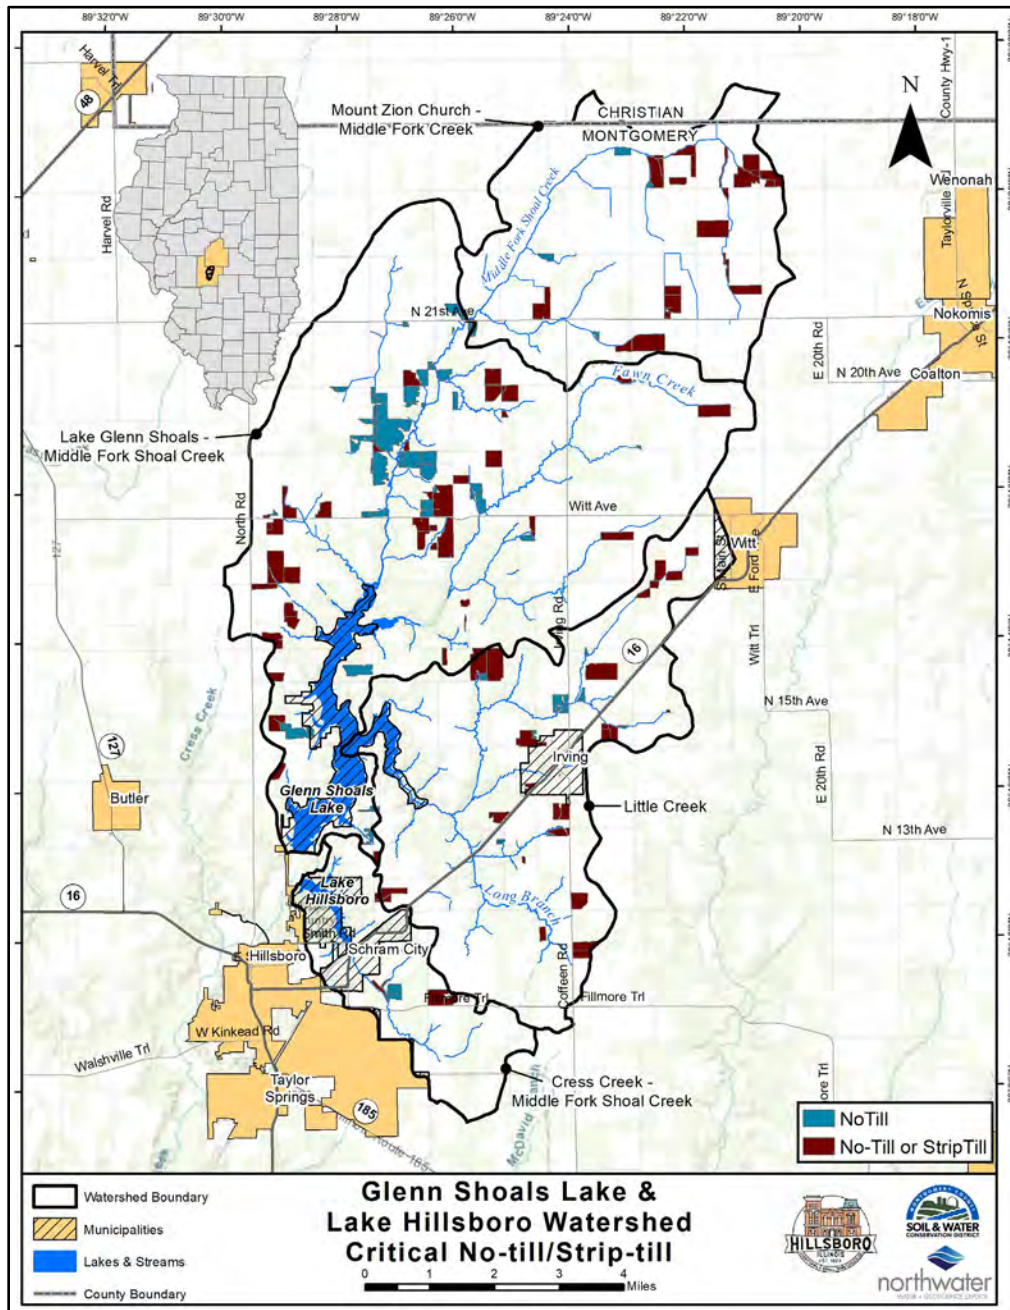 89°32'0"W
89°30'0"W
89°28'0"W
89°26'0"W
89°24'0"W
89°22'0"W
89°20'0"W
89°18'0"W
Harvel Trl
48
Harvel Rd
Mount Zion Church -
Middle Fork Creek
CHRISTIAN
MONTGOMERY
County Hwy-1
N
Wenonah
Taylorville
Middle Fork Shoal Creek
N 21st Ave
Nokomis
E 20th Rd
N 20th Ave
Coalton
Fawn Creek
Lake Glenn Shoals -
Middle Fork Shoal Creek
North Rd
Witt Ave
Witt
S Main St
E Ford
127
Irving Rd
16
Witt Trl
N 15th Ave
Cress Creek
127
Butler
Irving
E 20th Rd
Glenn Shoals
Lake
Little Creek
N 13th Ave
16
Lake
Hillsboro
Long Branch
Smith Rd
Schram City
Hillsboro
Coffeen Rd
Fillmore Trl
Fillmore Trl
W Kinkead Rd
Walshville Trl
Taylor
Springs
185
Cress Creek -
Middle Fork Shoal Creek
McDavid Branch
NoTill
No-Till or StripTill
Watershed Boundary
Municipalities
Lakes & Streams
County Boundary
Glenn Shoals Lake &
Lake Hillsboro Watershed
Critical No-till/Strip-till
0 1 2 3 4
Miles
HILLSBORO
ILLINOIS
MONTGOMERY COUNTY
SOIL & WATER
CONSERVATION DISTRICT
northwater